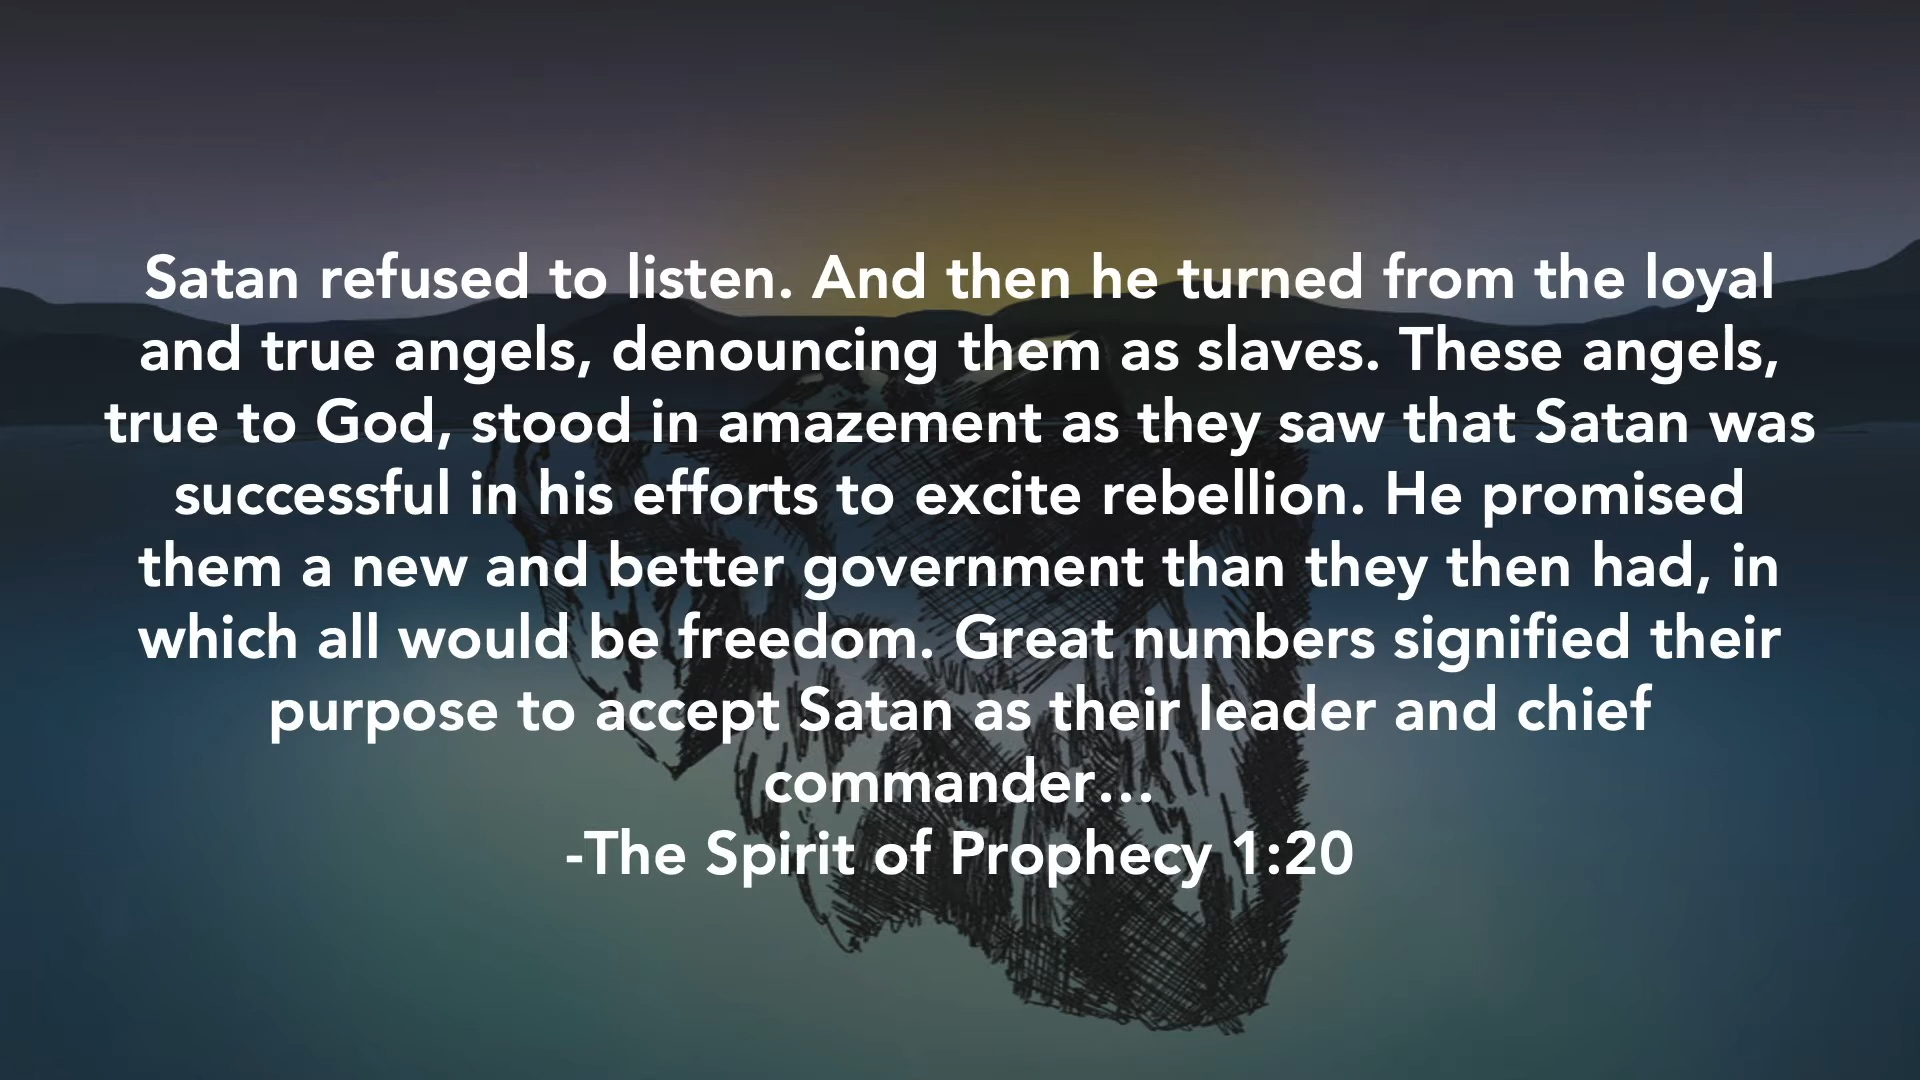 Satan refused to listen. And then he turned from the loyal
and true angels, denouncing them as slaves. These angels,
true to God, stood in amazement as they saw that Satan was
successful in his efforts to excite rebellion. He promised
them a new and better government than they then had, in
which all would be freedom. Great numbers signified their
purpose to accept Satan as their leader and chief
commander…
-The Spirit of Prophecy 1:20